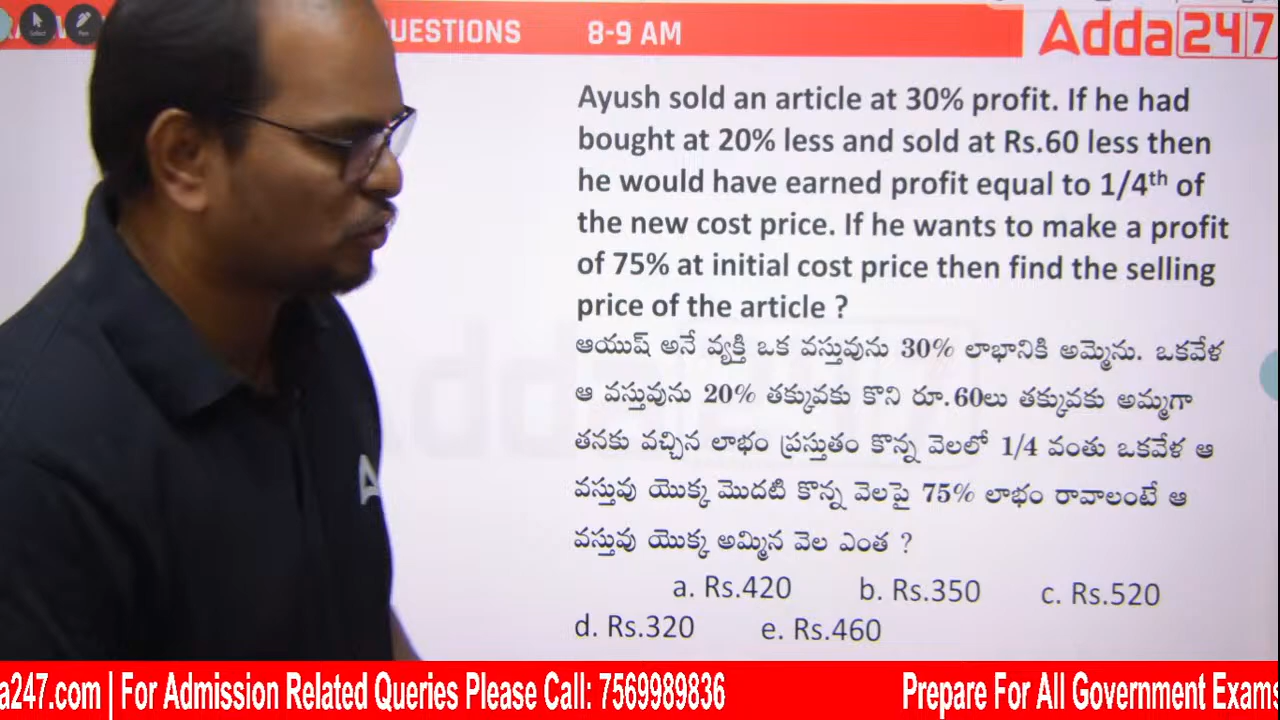 UESTIONS 8-9 AM
Adda247
Select
Pen
Ayush sold an article at 30% profit. If he had
bought at 20% less and sold at Rs.60 less then
he would have earned profit equal to 1/4th of
the new cost price. If he wants to make a profit
of 75% at initial cost price then find the selling
price of the article ?
ఆయుష్ అనే వ్యక్తి ఒక వస్తువును 30% లాభానికి అమ్మెను. ఒకవేళ
ఆ వస్తువును 20% తక్కువకు కొని రూ.60లు తక్కువకు అమ్మగా
తనకు వచ్చిన లాభం ప్రస్తుతం కొన్న వెలలో 1/4 వంతు ఒకవేళ ఆ
వస్తువు యొక్క మొదటి కొన్న వెలపై 75% లాభం రావాలంటే ఆ
వస్తువు యొక్క అమ్మిన వెల ఎంత ?
a. Rs.420 b. Rs.350 c. Rs.520
d. Rs.320 e. Rs.460
a247.com | For Admission Related Queries Please Call: 7569989836 Prepare For All Government Exams